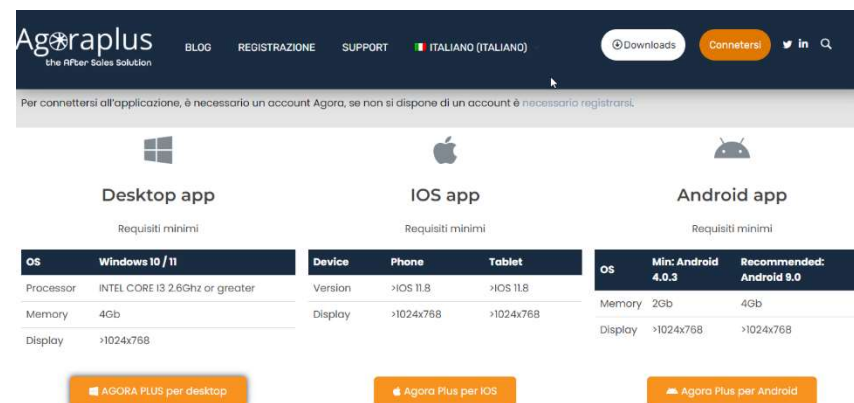 Agoraplus
the After Sales Solution
BLOG REGISTRAZIONE SUPPORT ITALIANO (ITALIANO) Downloads Connetersi in
Per connettersi all'applicazione, è necessario un account Agora, se non si dispone di un account è necessario registrarsi.
Desktop app
Requisiti minimi
OS Windows 10 / 11
Processor INTEL CORE I3 2.6Ghz or greater
Memory 4Gb
Display >1024x768
AGORA PLUS per desktop
IOS app
Requisiti minimi
Device Phone Tablet
Version >IOS 11.8 >IOS 11.8
Display >1024x768 >1024x768
Agora Plus per IOS
Android app
Requisiti minimi
OS Min: Android 4.0.3 Recommended: Android 9.0
Memory 2Gb 4Gb
Display >1024x768 >1024x768
Agora Plus per Android